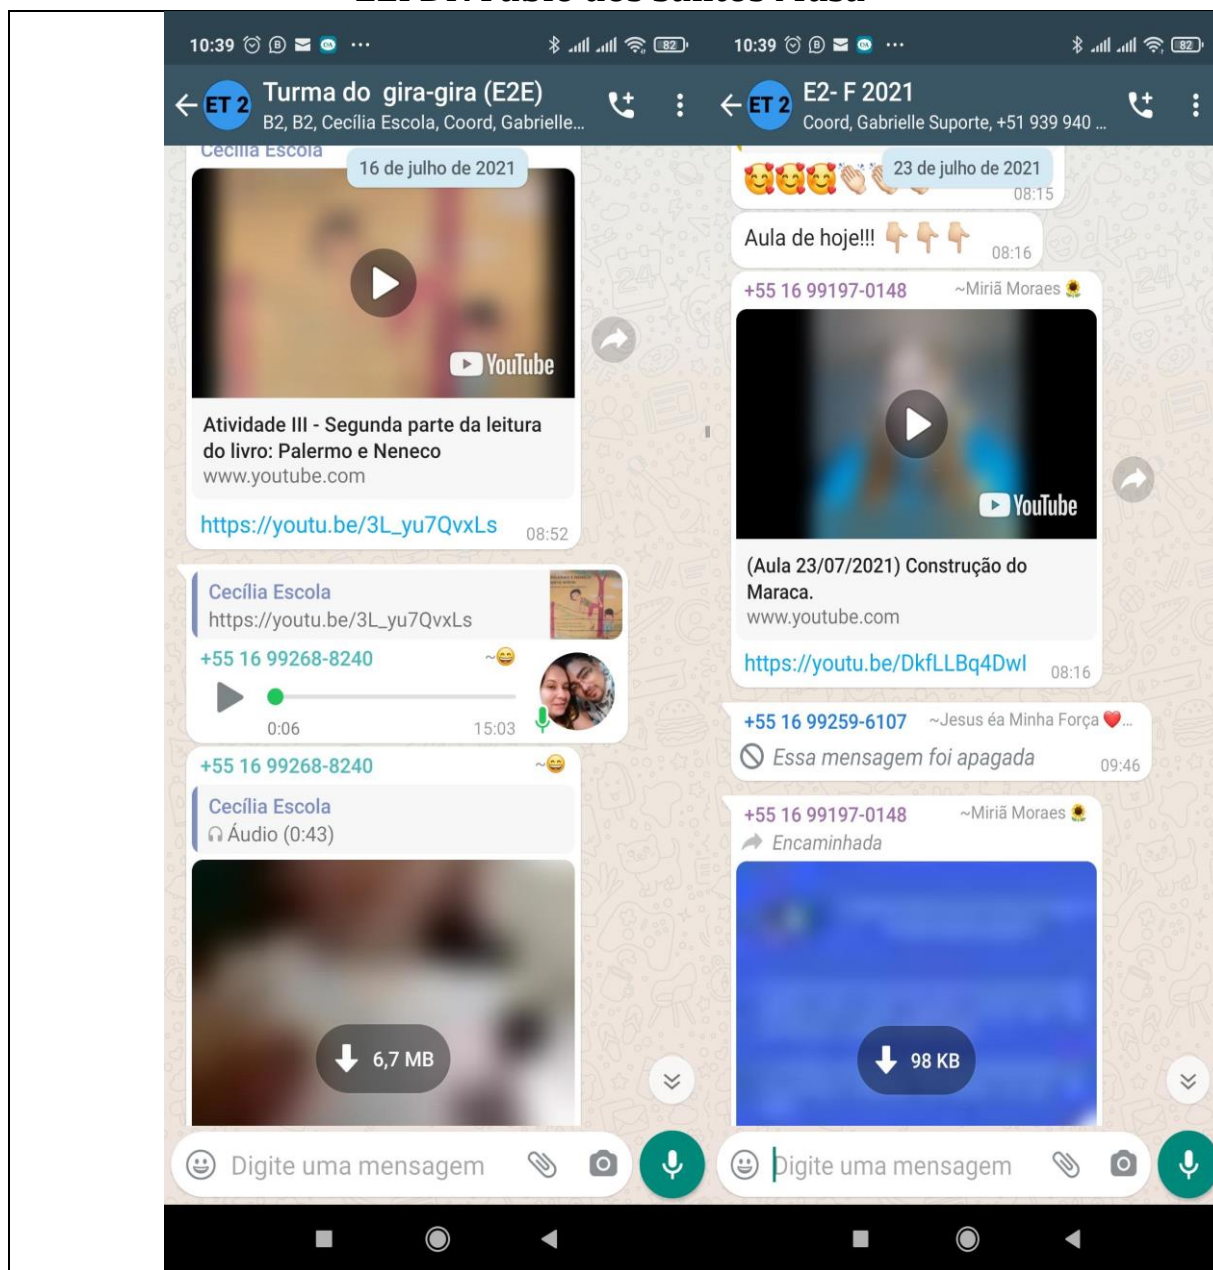 10:39
82
Turma do gira-gira (E2E)
B2, B2, Cecília Escola, Coord, Gabrielle...
Cecília Escola
16 de julho de 2021
YouTube
Atividade III - Segunda parte da leitura
do livro: Palermo e Neneco
www.youtube.com
https://youtu.be/3L_yu7QvxLs
08:52
Cecília Escola
https://youtu.be/3L_yu7QvxLs
+55 16 99268-8240 ~😄
0:06 15:03
+55 16 99268-8240 ~😄
Cecília Escola
Áudio (0:43)
6,7 MB
Digite uma mensagem
10:39
82
E2- F 2021
Coord, Gabrielle Suporte, +51 939 940 ...
🥰🥰🥰👏🏻
23 de julho de 2021
08:15
Aula de hoje!!! 👇🏻👇🏻👇🏻
08:16
+55 16 99197-0148 ~Miriã Moraes 🌻
YouTube
(Aula 23/07/2021) Construção do
Maraca.
www.youtube.com
https://youtu.be/DkfLLBq4DwI
08:16
+55 16 99259-6107 ~Jesus éa Minha Força ❤️...
Essa mensagem foi apagada
09:46
+55 16 99197-0148 ~Miriã Moraes 🌻
Encaminhada
98 KB
Digite uma mensagem